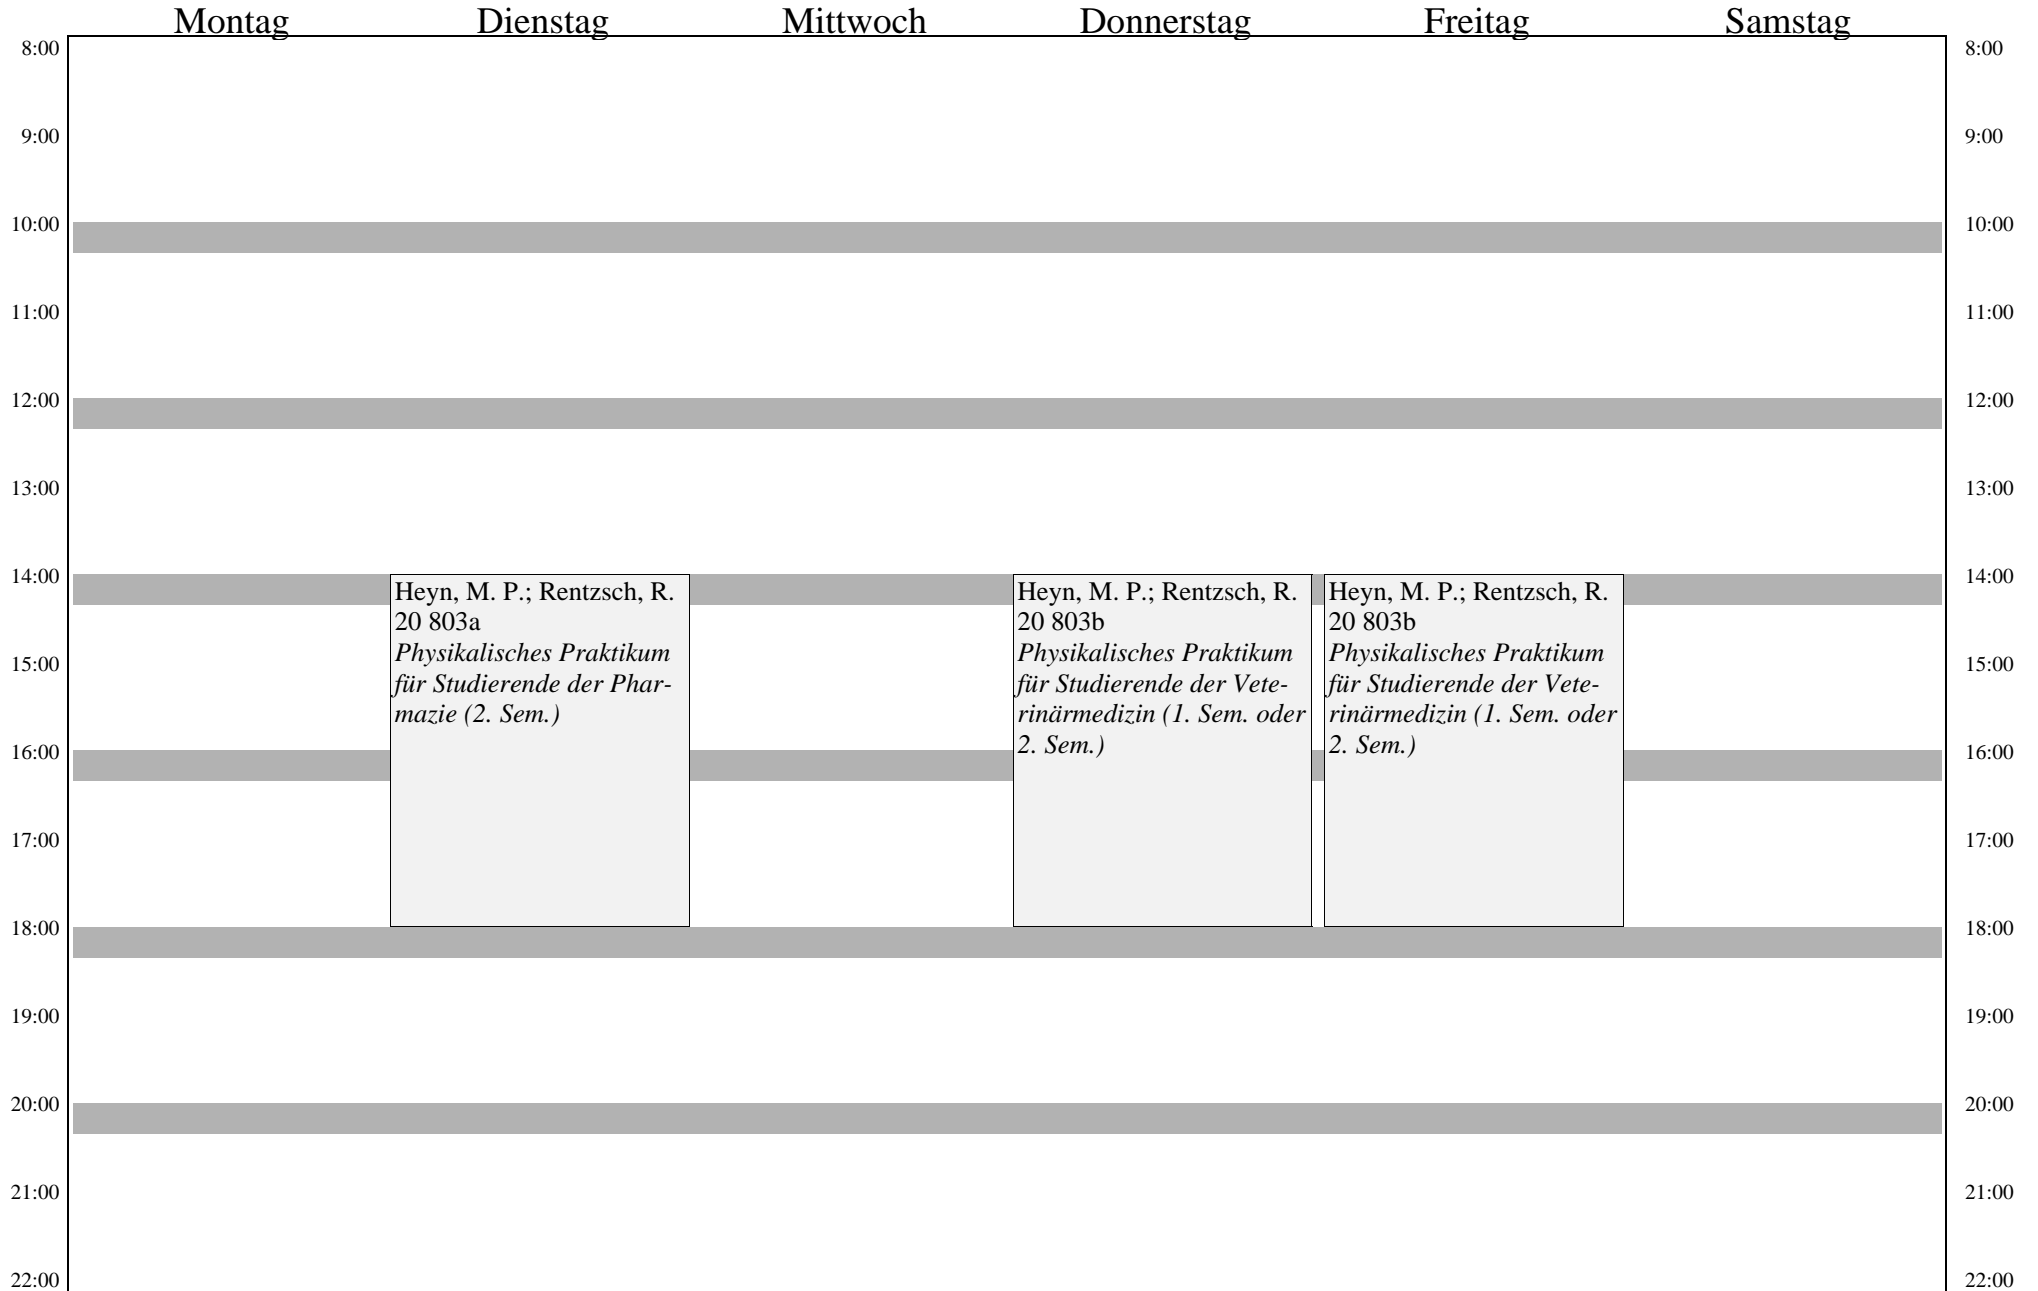 Montag Dienstag Mittwoch Donnerstag Freitag Samstag
8:00 8:00
9:00 9:00
10:00 10:00
11:00 11:00
12:00 12:00
13:00 13:00
14:00 14:00
Heyn, M. P.; Rentzsch, R.
20 803a
Physikalisches Praktikum
für Studierende der Phar-
mazie (2. Sem.)
Heyn, M. P.; Rentzsch, R.
20 803b
Physikalisches Praktikum
für Studierende der Vete-
rinärmedizin (1. Sem. oder
2. Sem.)
Heyn, M. P.; Rentzsch, R.
20 803b
Physikalisches Praktikum
für Studierende der Vete-
rinärmedizin (1. Sem. oder
2. Sem.)
15:00 15:00
16:00 16:00
17:00 17:00
18:00 18:00
19:00 19:00
20:00 20:00
21:00 21:00
22:00 22:00